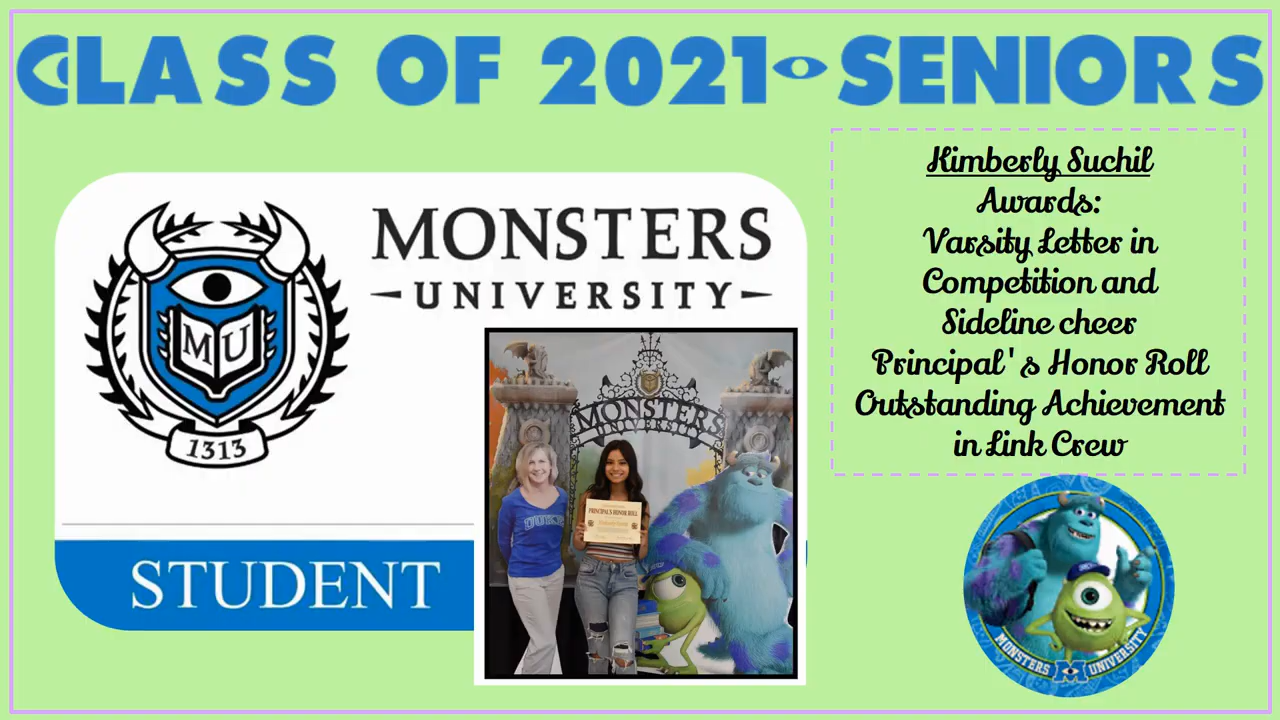 CLASS OF 2021 SENIORS
Kimberly Suchil
Awards:
Varsity Letter in
Competition and
Sideline cheer
Principal's Honor Roll
Outstanding Achievement
in Link Crew
MONSTERS
UNIVERSITY
MU
1313
STUDENT
MONSTERS
UNIVERSITY
DUKE
PRINCIPAL'S HONOR ROLL
MONSTERS UNIVERSITY